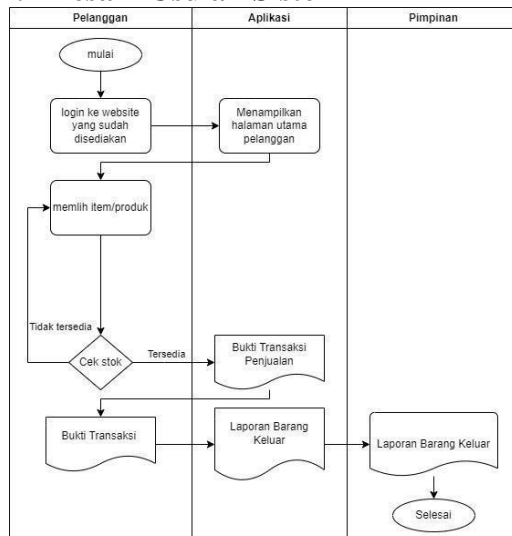 Pelanggan
Aplikasi
Pimpinan
mulai
login ke website
yang sudah
disediakan
Menampilkan
halaman utama
pelanggan
memlih item/produk
Tidak tersedia
Cek stok
Tersedia
Bukti Transaksi
Penjualan
Bukti Transaksi
Laporan Barang
Keluar
Laporan Barang Keluar
Selesai